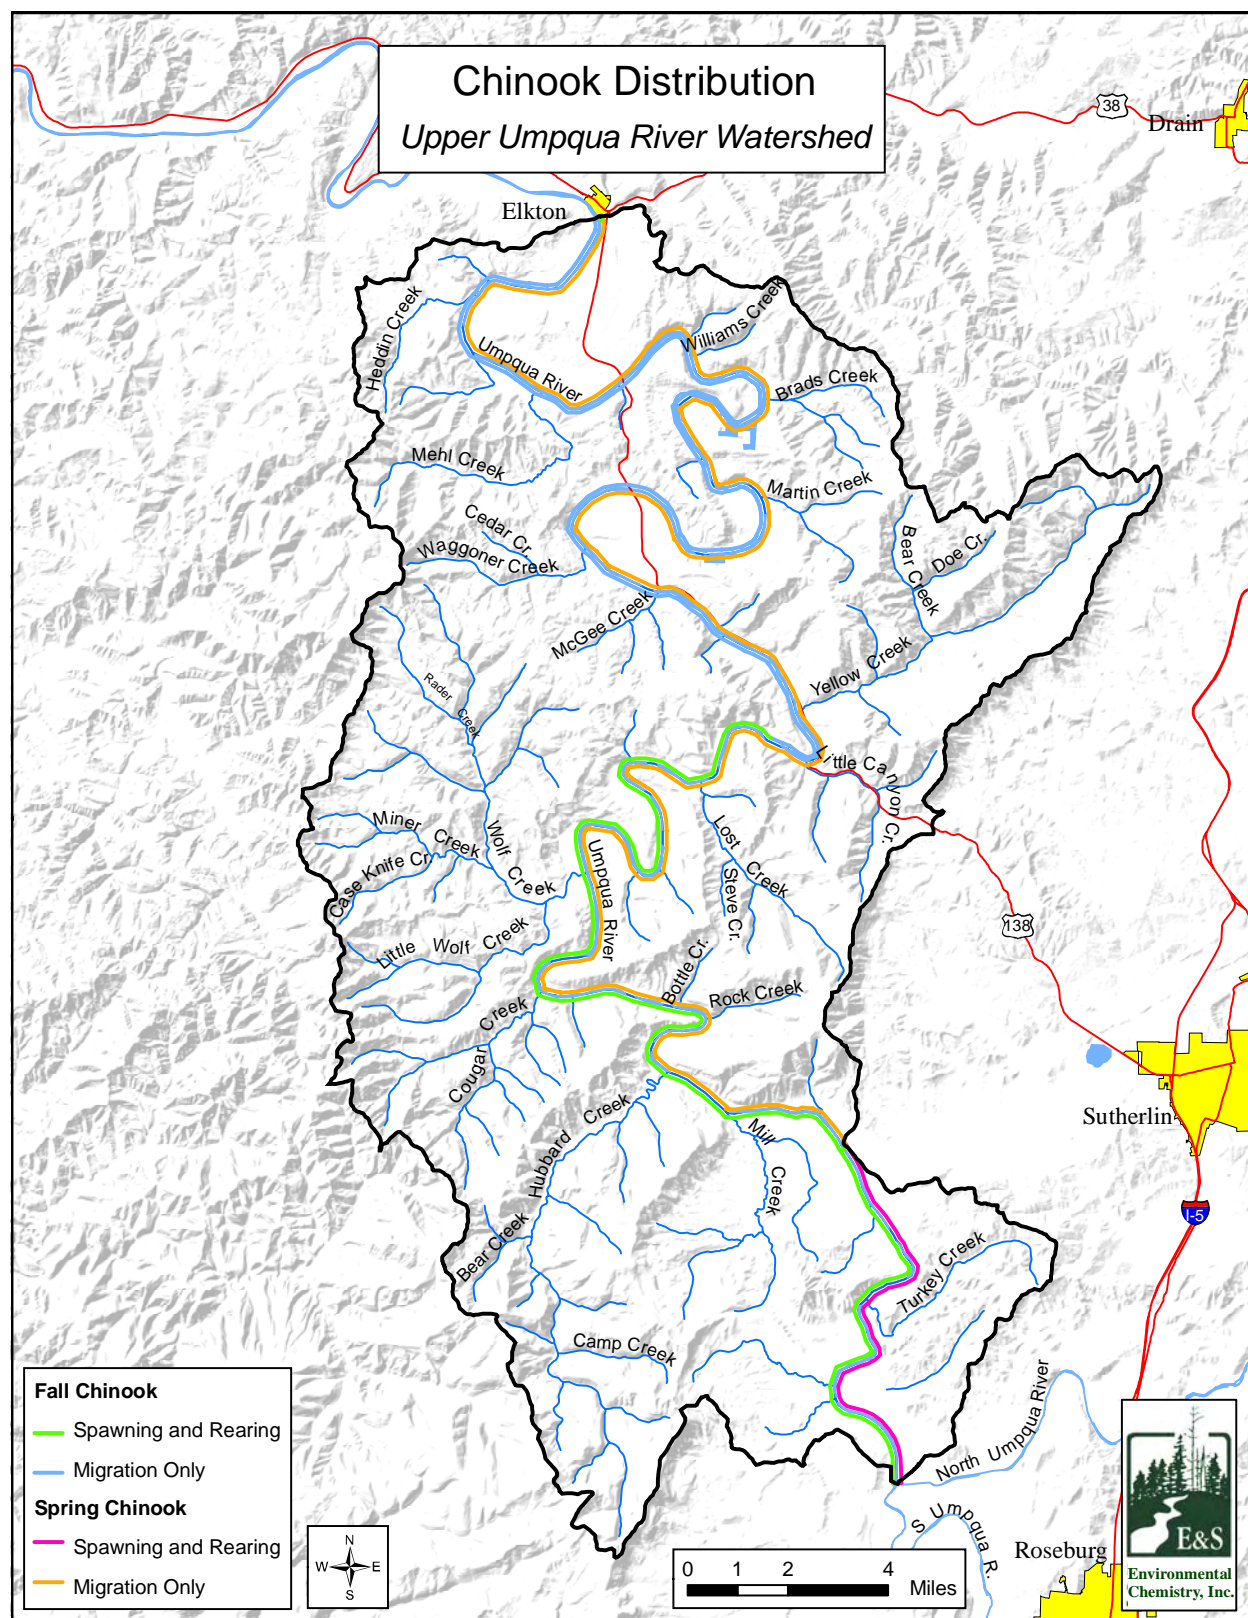 Chinook Distribution
Upper Umpqua River Watershed
38
Drain
Elkton
Heddin Creek
Williams Creek
Umpqua River
Brads Creek
Mehl Creek
Martin Creek
Cedar Cr.
Waggoner Creek
Bear Creek
Doe Cr.
McGee Creek
Yellow Creek
Rader Creek
Little Canyon Cr.
Miner Creek
Wolf Creek
Case Knife Cr.
Umpqua River
Lost Creek
Steve Cr.
138
Little Wolf Creek
Bottle Cr.
Rock Creek
Cougar Creek
Hubbard Creek
Mill Creek
Sutherlin
I-5
Bear Creek
Turkey Creek
Camp Creek
North Umpqua River
S Umpqua R.
Roseburg
Fall Chinook
Spawning and Rearing
Migration Only
Spring Chinook
Spawning and Rearing
Migration Only
N
W E
S
0 1 2 4
Miles
E&S
Environmental
Chemistry, Inc.